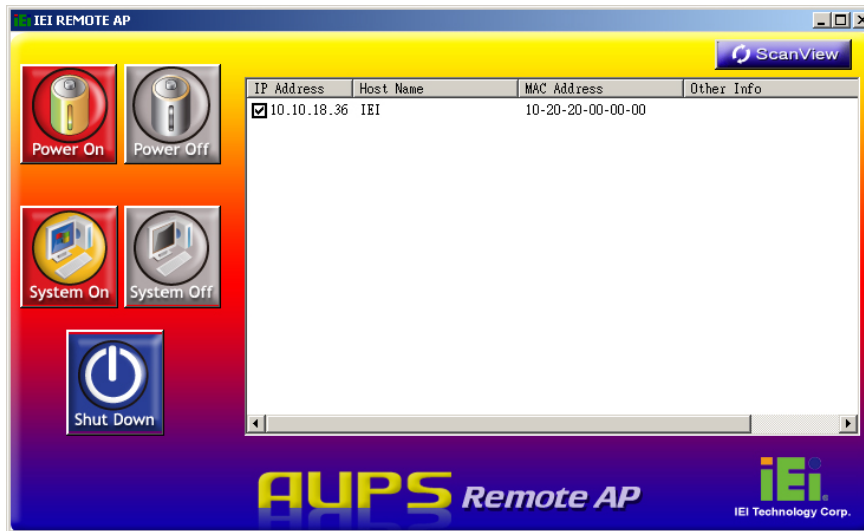 iEi IEI REMOTE AP
ScanView
IP Address Host Name MAC Address Other Info
10.10.18.36 IEI 10-20-20-00-00-00
Power On Power Off
System On System Off
Shut Down
AUPS Remote AP
iEi
IEI Technology Corp.